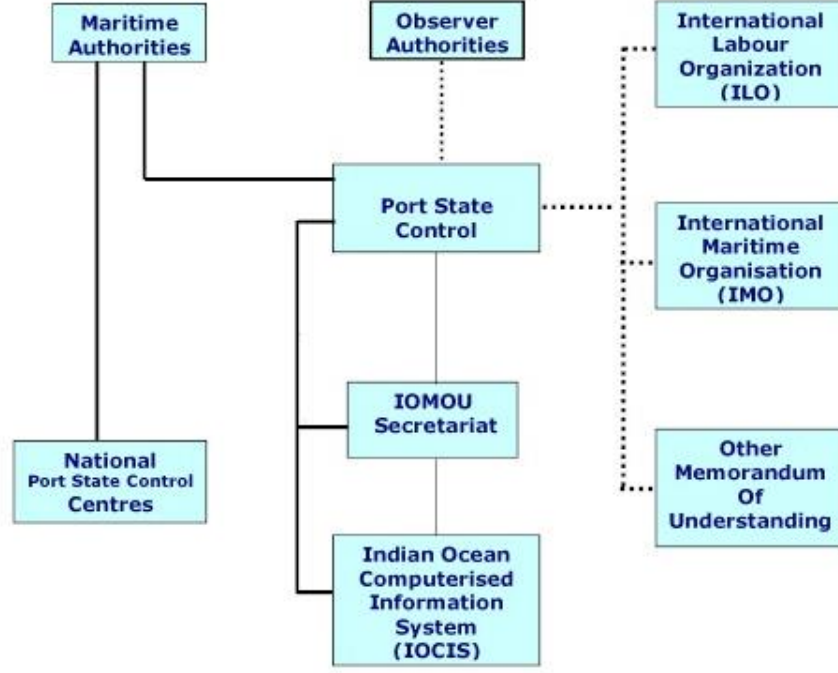 Maritime
Authorities
Observer
Authorities
International
Labour
Organization
(ILO)
Port State
Control
International
Maritime
Organisation
(IMO)
IOMOU
Secretariat
National
Port State Control
Centres
Other
Memorandum
Of
Understanding
Indian Ocean
Computerised
Information
System
(IOCIS)